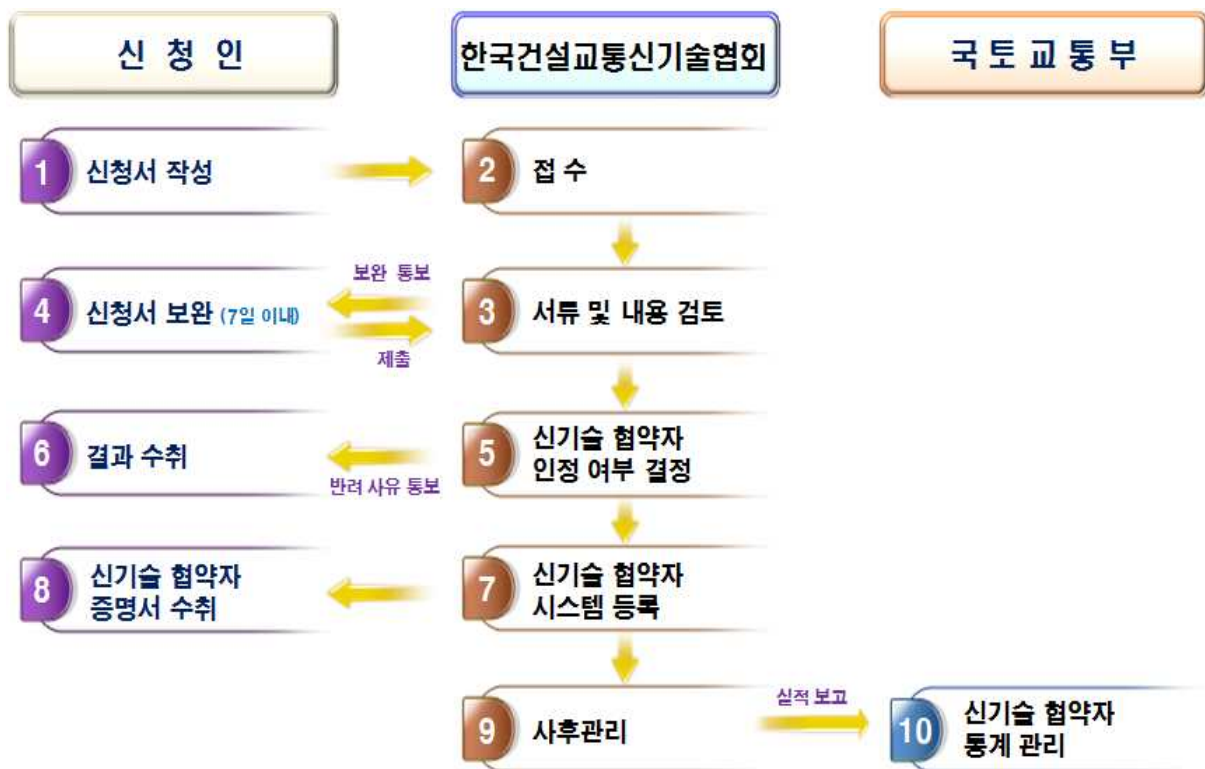 신 청 인
한국건설교통신기술협회
국 토 교 통 부
1 신청서 작성
2 접 수
보완 통보
4 신청서 보완 (7일 이내)
3 서류 및 내용 검토
제출
6 결과 수취
5 신기술 협약자
인정 여부 결정
반려 사유 통보
8 신기술 협약자
증명서 수취
7 신기술 협약자
시스템 등록
9 사후관리
실적 보고
10 신기술 협약자
통계 관리